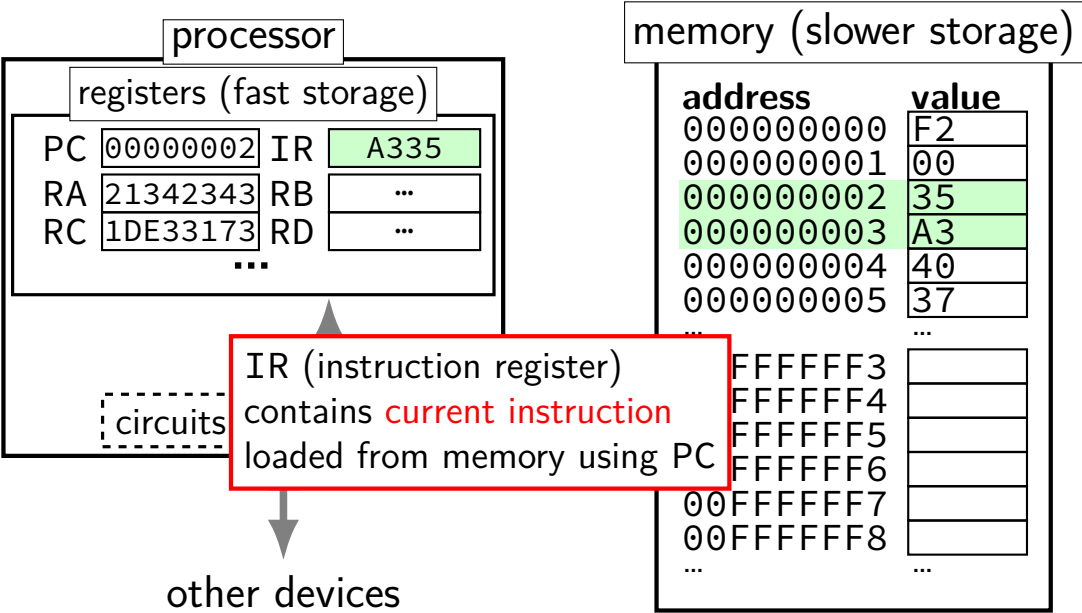 processor
registers (fast storage)
PC 00000002 IR A335
RA 21342343 RB ...
RC 1DE33173 RD ...
...
circuits
other devices
IR (instruction register)
contains current instruction
loaded from memory using PC
memory (slower storage)
address value
000000000 F2
000000001 00
000000002 35
000000003 A3
000000004 40
000000005 37
... ...
FFFFFF3
FFFFFF4
FFFFFF5
FFFFFF6
00FFFFFF7
00FFFFFF8
... ...